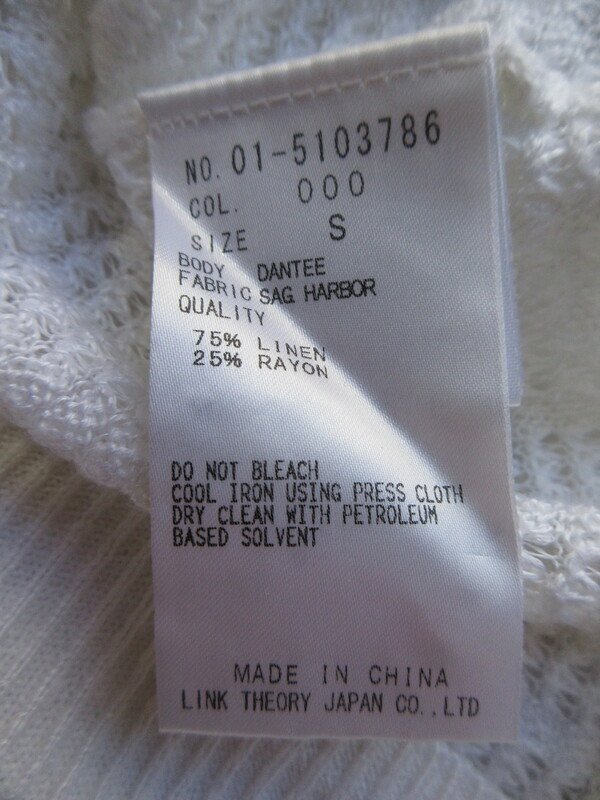 NO. 01-5103786
COL. 000
SIZE S
BODY DANTEE
FABRIC SAG HARBOR
QUALITY
75% LINEN
25% RAYON
DO NOT BLEACH
COOL IRON USING PRESS CLOTH
DRY CLEAN WITH PETROLEUM
BASED SOLVENT
MADE IN CHINA
LINK THEORY JAPAN CO.,LTD